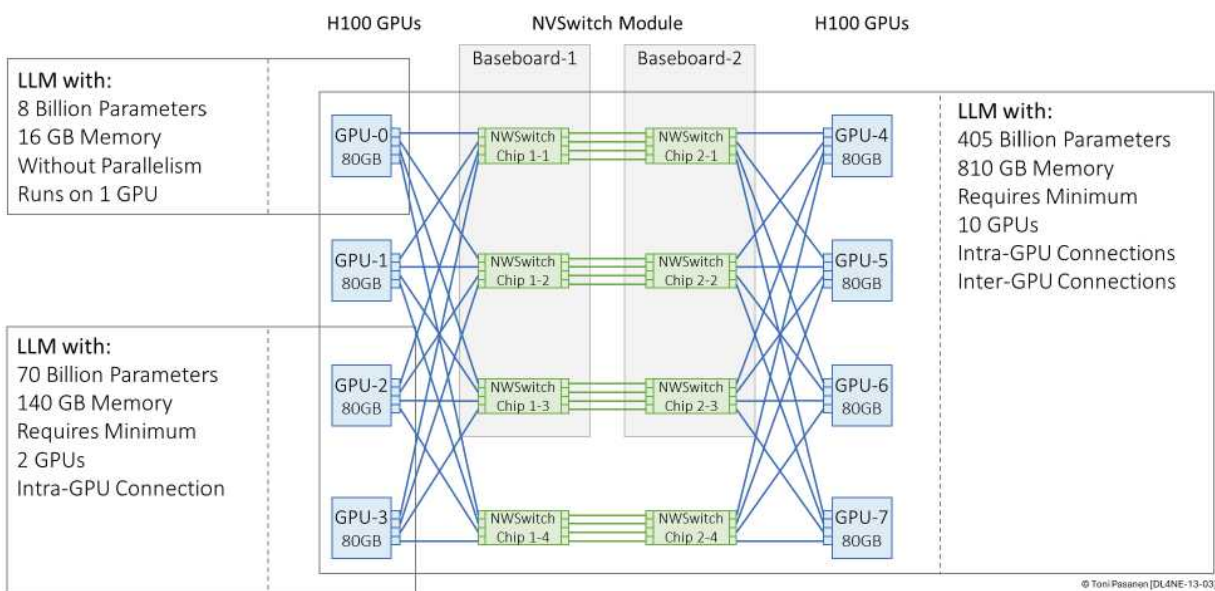 H100 GPUs
NVSwitch Module
H100 GPUs
Baseboard-1
Baseboard-2
LLM with:
8 Billion Parameters
16 GB Memory
Without Parallelism
Runs on 1 GPU
LLM with:
70 Billion Parameters
140 GB Memory
Requires Minimum
2 GPUs
Intra-GPU Connection
GPU-0
80GB
GPU-1
80GB
GPU-2
80GB
GPU-3
80GB
NWSwitch
Chip 1-1
NWSwitch
Chip 1-2
NWSwitch
Chip 1-3
NWSwitch
Chip 1-4
NWSwitch
Chip 2-1
NWSwitch
Chip 2-2
NWSwitch
Chip 2-3
NWSwitch
Chip 2-4
GPU-4
80GB
GPU-5
80GB
GPU-6
80GB
GPU-7
80GB
LLM with:
405 Billion Parameters
810 GB Memory
Requires Minimum
10 GPUs
Intra-GPU Connections
Inter-GPU Connections
© Toni Pasanen [DL4NE-13-03]